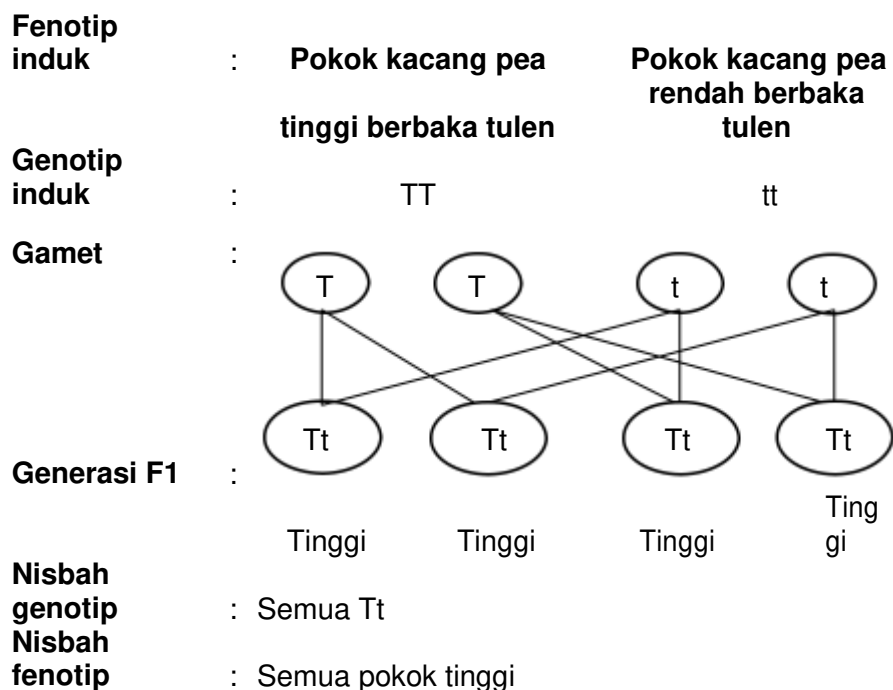 Fenotip
induk : Pokok kacang pea Pokok kacang pea
rendah berbaka
tinggi berbaka tulen tulen
Genotip
induk : TT tt
Gamet :
T T t t
Tt Tt Tt Tt
Generasi F1 :
Ting
Tinggi Tinggi Tinggi gi
Nisbah
genotip : Semua Tt
Nisbah
fenotip : Semua pokok tinggi